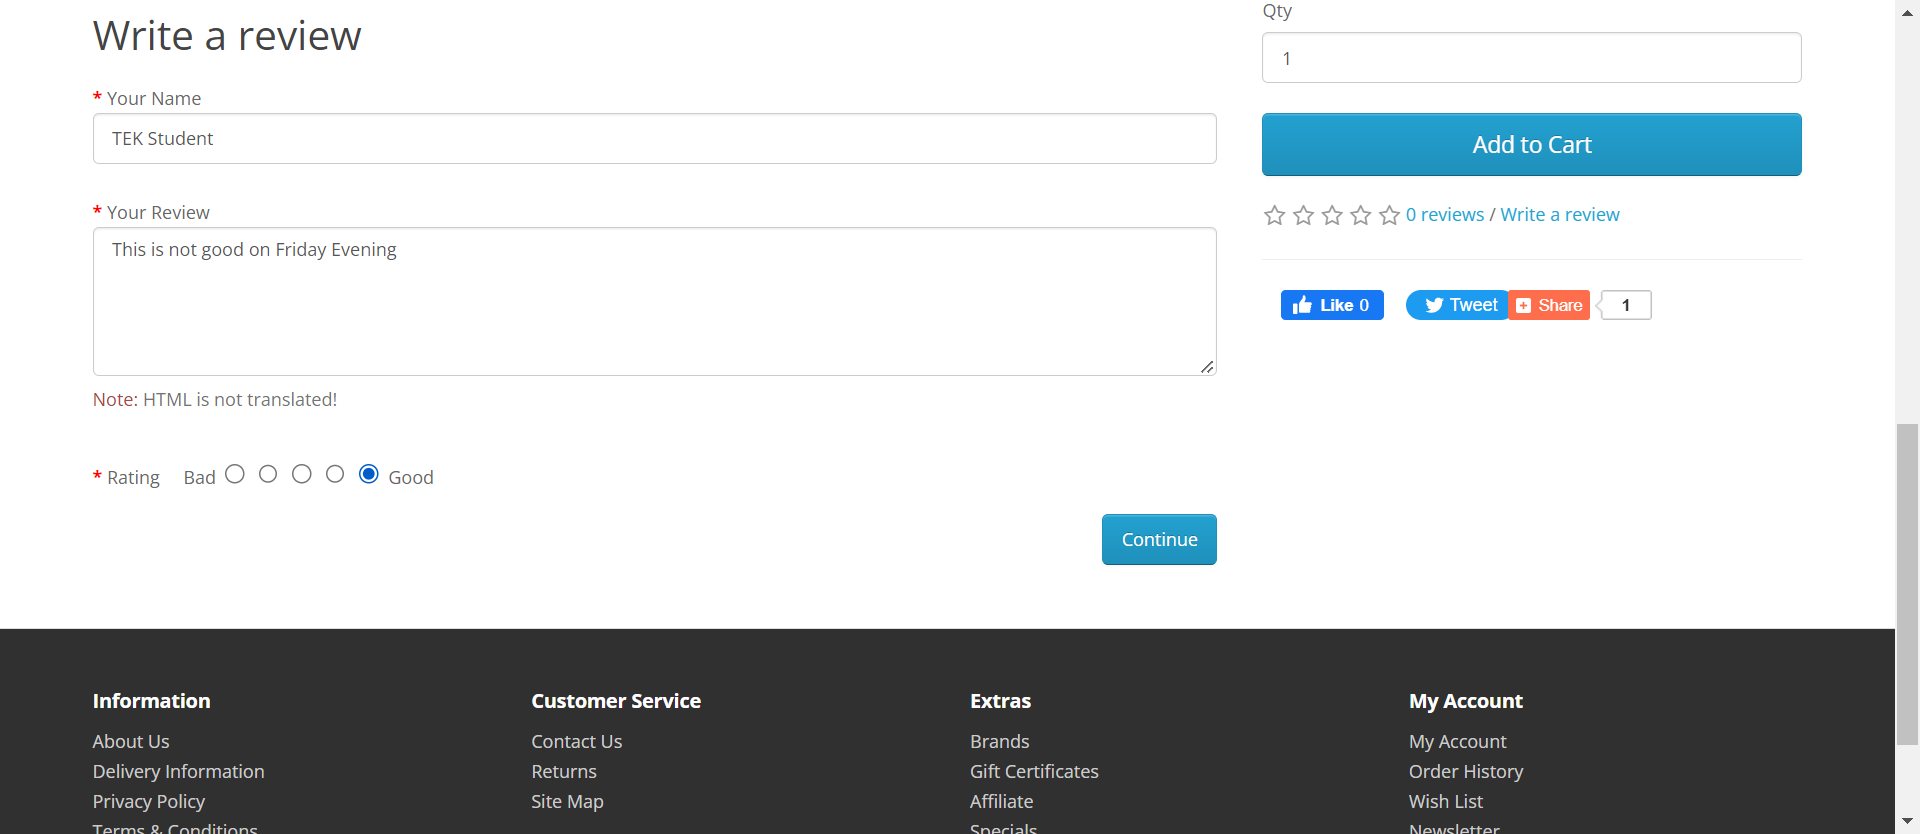 Write a review
* Your Name
TEK Student
* Your Review
This is not good on Friday Evening
Note: HTML is not translated!
* Rating Bad Good
Continue
Qty
1
Add to Cart
0 reviews / Write a review
Like 0 Tweet Share 1
Information
About Us
Delivery Information
Privacy Policy
Terms & Conditions
Customer Service
Contact Us
Returns
Site Map
Extras
Brands
Gift Certificates
Affiliate
Specials
My Account
My Account
Order History
Wish List
Newsletter